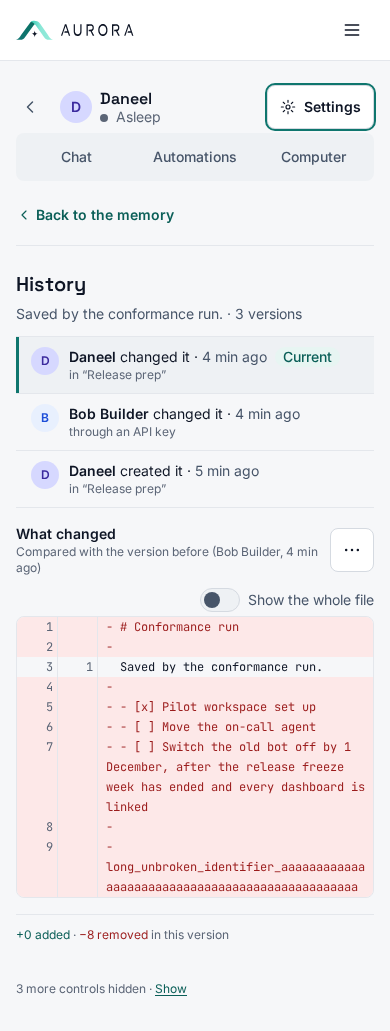 AURORA
D
Daneel
Asleep
Settings
Chat
Automations
Computer
Back to the memory
History
Saved by the conformance run. · 3 versions
D
Daneel changed it · 4 min ago
Current
in “Release prep”
B
Bob Builder changed it · 4 min ago
through an API key
D
Daneel created it · 5 min ago
in “Release prep”
What changed
Compared with the version before (Bob Builder, 4 min
ago)
Show the whole file
1 - # Conformance run
2 -
3 1 Saved by the conformance run.
4 -
5 - - [x] Pilot workspace set up
6 - - [ ] Move the on-call agent
7 - - [ ] Switch the old bot off by 1
December, after the release freeze
week has ended and every dashboard is
linked
8 -
9 -
long_unbroken_identifier_aaaaaaaaaaaa
aaaaaaaaaaaaaaaaaaaaaaaaaaaaaaaaaaaa
+0 added · −8 removed in this version
3 more controls hidden · Show